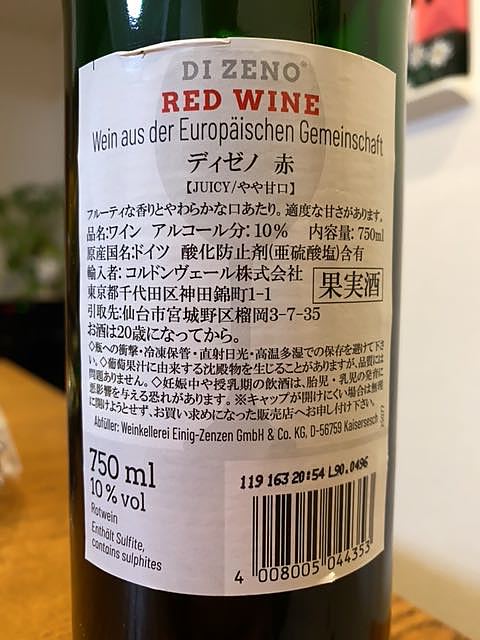 DI ZENO®
RED WINE
Wein aus der Europäischen Gemeinschaft
ディゼノ 赤
【JUICY/やや甘口】
フルーティな香りとやわらかな口あたり。適度な甘さがあります。
品名:ワイン アルコール分:10% 内容量:750ml
原産国名:ドイツ 酸化防止剤(亜硫酸塩)含有
輸入者:コルドンヴェール株式会社
東京都千代田区神田錦町1-1
果実酒
引取先:仙台市宮城野区榴岡3-7-35
お酒は20歳になってから。
◇瓶への衝撃・冷凍保管・直射日光・高温多湿での保存を避けて下さ
い。◇葡萄果汁に由来する沈殿物を生じることがありますが、品質には
問題ありません。◇妊娠中や授乳期の飲酒は、胎児・乳児の発育に
悪影響を与える恐れがあります。※キャップが開けにくい場合は無理
に開けようとせず、お買い求めになった販売店へお申し付け下さい。
Abfüller: Weinkellerei Einig-Zenzen GmbH & Co. KG, D-56759 Kaisersesch
750 ml
10% vol
Rotwein
Enthält Sulfite,
contains sulphites
119 163 20:54 L90.0496
4 008005 044353